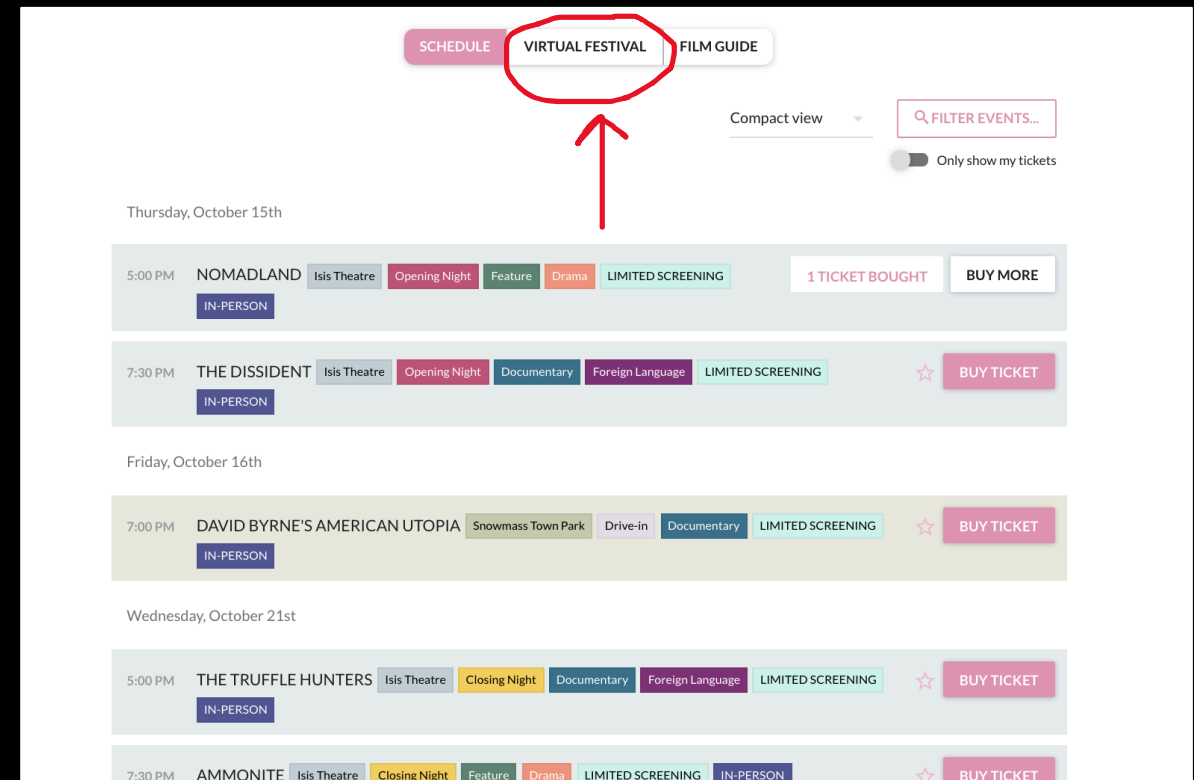 SCHEDULE VIRTUAL FESTIVAL FILM GUIDE
Compact view FILTER EVENTS...
Only show my tickets
Thursday, October 15th
5:00 PM NOMADLAND Isis Theatre Opening Night Feature Drama LIMITED SCREENING 1 TICKET BOUGHT BUY MORE
IN-PERSON
7:30 PM THE DISSIDENT Isis Theatre Opening Night Documentary Foreign Language LIMITED SCREENING BUY TICKET
IN-PERSON
Friday, October 16th
7:00 PM DAVID BYRNE'S AMERICAN UTOPIA Snowmass Town Park Drive-in Documentary LIMITED SCREENING BUY TICKET
IN-PERSON
Wednesday, October 21st
5:00 PM THE TRUFFLE HUNTERS Isis Theatre Closing Night Documentary Foreign Language LIMITED SCREENING BUY TICKET
IN-PERSON
7:30 PM AMMONITE Isis Theatre Closing Night Feature Drama LIMITED SCREENING IN-PERSON BUY TICKET